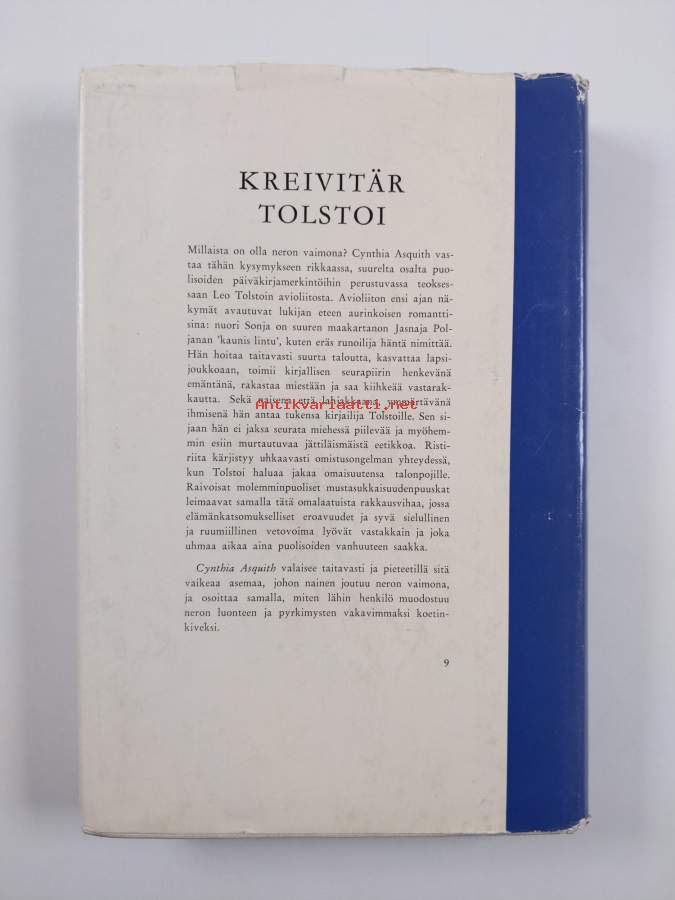 KREIVITÄR
TOLSTOI
Millaista on olla neron vaimona? Cynthia Asquith vas-
taa tähän kysymykseen rikkaassa, suurelta osalta puo-
lisoiden päiväkirjamerkintöihin perustuvassa teokses-
saan Leo Tolstoin avioliitosta. Avioliiton ensi ajan nä-
kymät avautuvat lukijan eteen aurinkoisen romantti-
sina: nuori Sonja on suuren maakartanon Jasnaja Pol-
janan 'kaunis lintu', kuten eräs runoilija häntä nimittää.
Hän hoitaa taitavasti suurta taloutta, kasvattaa lapsi-
joukkoaan, toimii kirjallisen seurapiirin henkevänä
emäntänä, rakastaa miestään ja saa kiihkeää vastarak-
kautta. Sekä naisena että lahjakkaana, ymmärtävänä
Antikvariaatti.net
ihmisenä hän antaa tukensa kirjailija Tolstoille. Sen si-
jaan hän ei jaksa seurata miehessä piilevää ja myöhem-
min esiin murtautuvaa jättiläismäistä eetikkoa. Risti-
riita kärjistyy uhkaavasti omistusongelman yhteydessä,
kun Tolstoi haluaa jakaa omaisuutensa talonpojille.
Raivoisat molemminpuoliset mustasukkaisuudenpuuskat
leimaavat samalla tätä omalaatuista rakkausvihaa, jossa
elämänkatsomukselliset eroavuudet ja syvä sielullinen
ja ruumiillinen vetovoima lyövät vastakkain ja joka
uhmaa aikaa aina puolisoiden vanhuuteen saakka.
Cynthia Asquith valaisee taitavasti ja pieteetillä sitä
vaikeaa asemaa, johon nainen joutuu neron vaimona,
ja osoittaa samalla, miten lähin henkilö muodostuu
neron luonteen ja pyrkimysten vakavimmaksi koetin-
kiveksi.
9